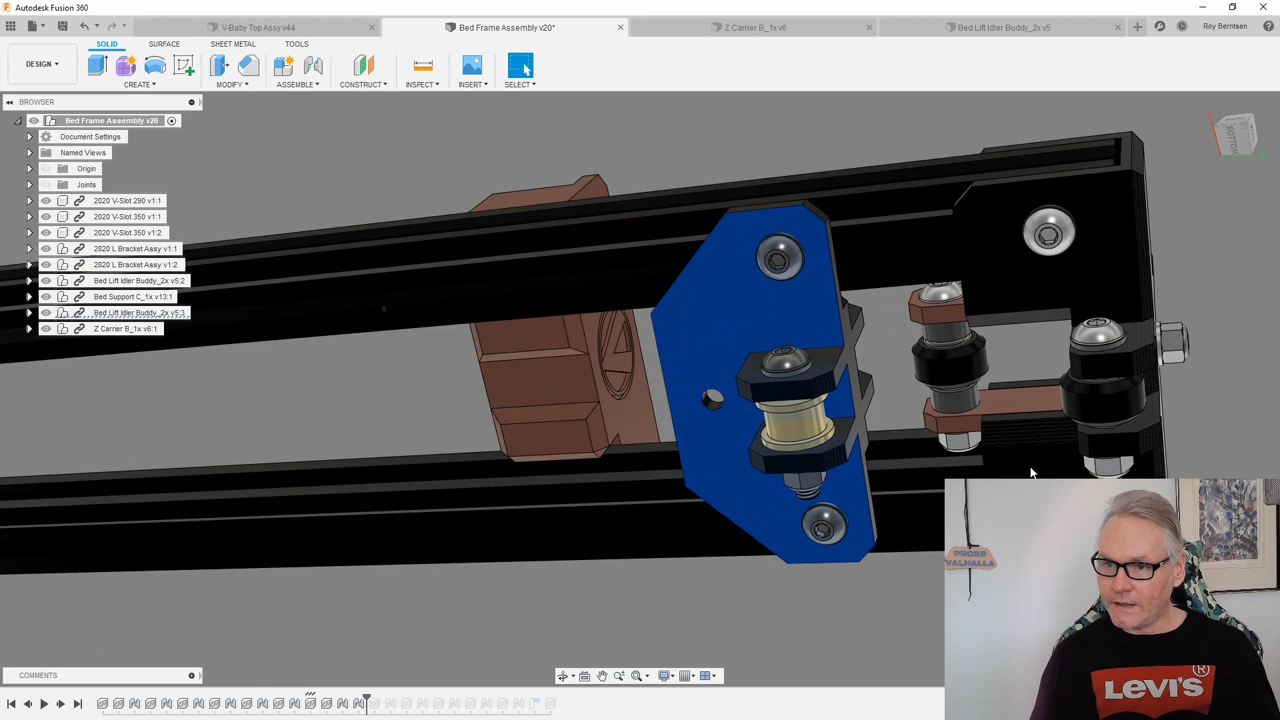 Autodesk Fusion 360
V-Baby Top Assy v44
Bed Frame Assembly v20*
Z Carrier B_1x v6
Bed Lift Idler Buddy_2x v5
Roy Berntsen
SOLID
SURFACE
SHEET METAL
TOOLS
DESIGN
CREATE
MODIFY
ASSEMBLE
CONSTRUCT
INSPECT
INSERT
SELECT
BROWSER
Bed Frame Assembly v20
Document Settings
Named Views
Origin
Joints
2020 V-Slot 290 v1:1
2020 V-Slot 350 v1:1
2020 V-Slot 350 v1:2
2820 L Bracket Assy v1:1
2820 L Bracket Assy v1:2
Bed Lift Idler Buddy_2x v5:2
Bed Support C_1x v13:1
Bed Lift Idler Buddy_2x v5:3
Z Carrier B_1x v6:1
BOTTOM
VALHALLA
LEVI'S
®
COMMENTS